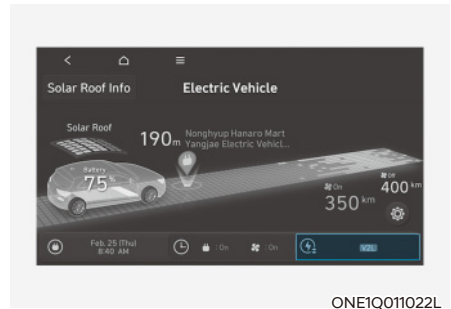 Solar Roof Info
Electric Vehicle
Solar Roof
190m
Nonghyup Hanaro Mart
Yangjae Electric Vehicl...
Battery
75%
On
350 km
Off
400 km
Feb. 25 (Thu)
8:40 AM
: On
: On
V2L
ONE1Q011022L